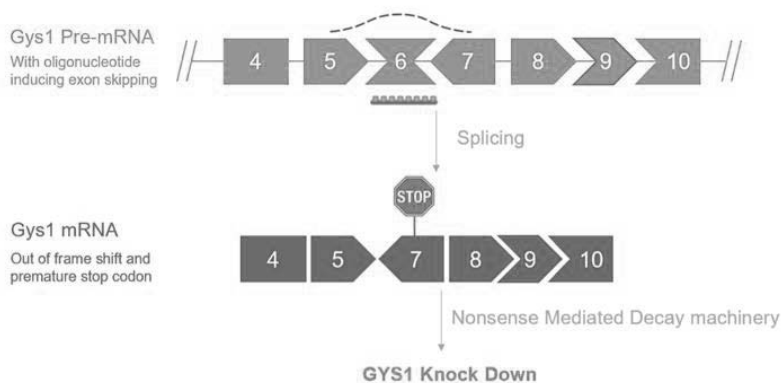 Gys1 Pre-mRNA
With oligonucleotide
inducing exon skipping
4 5 6 7 8 9 10
Splicing
STOP
Gys1 mRNA
Out of frame shift and
premature stop codon
4 5 7 8 9 10
Nonsense Mediated Decay machinery
GYS1 Knock Down